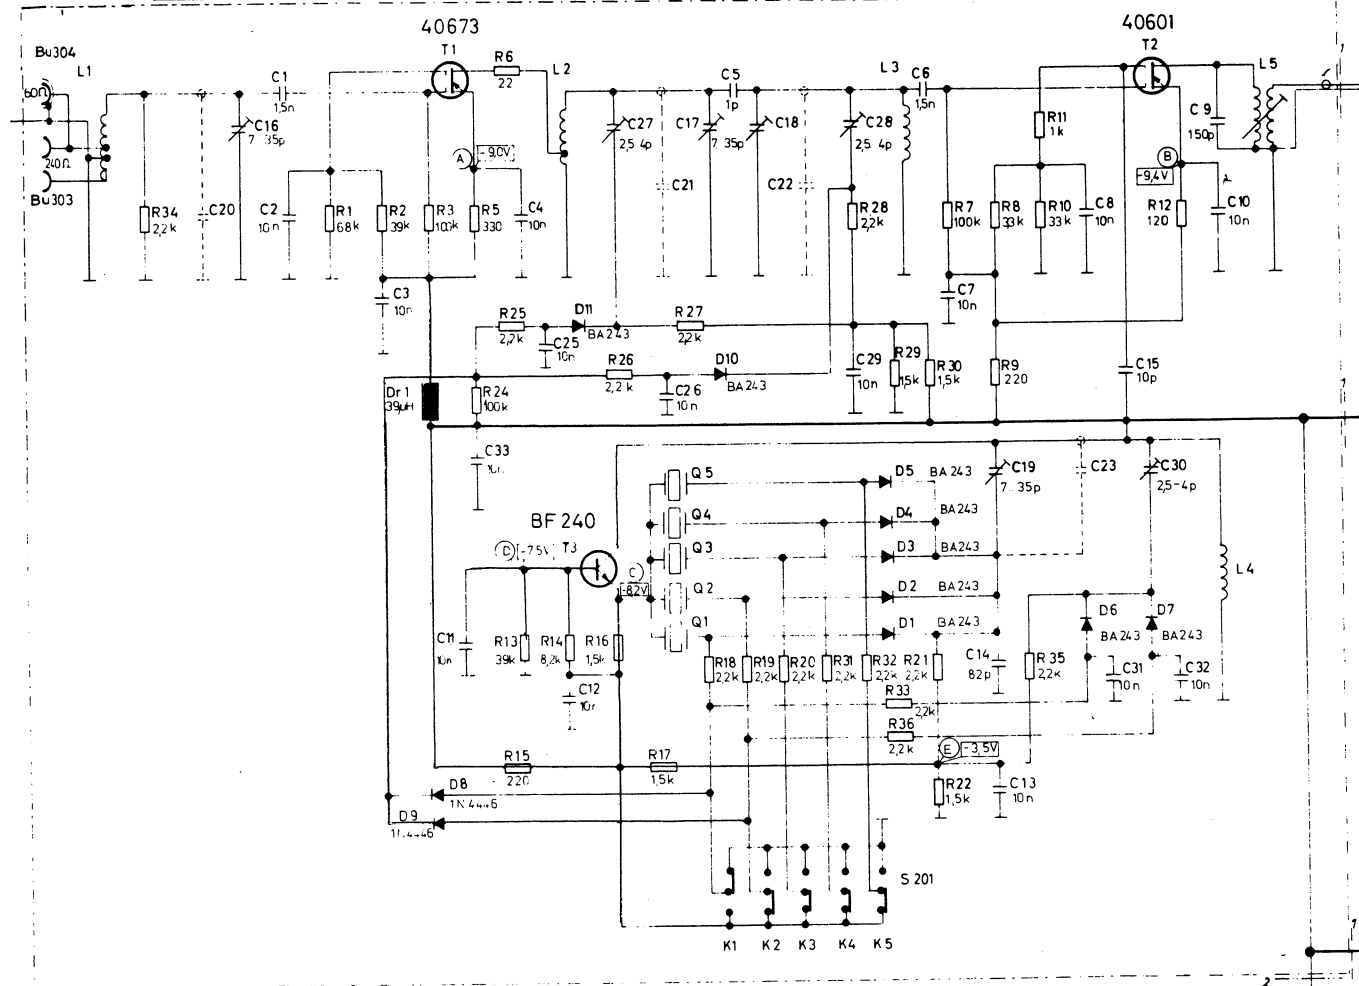 40673
T1
R6
22
L2
40601
T2
L5
Bu304
L1
60Ω
240Ω
Bu303
C1
1,5n
C16
7 35p
C5
1p
L3
C6
1,5n
C27
2,5 4p
C17
7 35p
C18
C28
2,5 4p
R11
1k
C9
150p
A
-9,0V
B
-9,4V
R34
2,2k
C20
C2
10n
R1
68k
R2
39k
R3
100k
R5
330
C4
10n
C21
C22
R28
2,2k
R7
100k
R8
33k
R10
33k
C8
10n
R12
120
C10
10n
C3
10n
R25
2,2k
D11
BA243
C25
10n
R27
2,2k
C7
10n
R26
2,2k
D10
BA243
C26
10n
C29
10n
R29
1,5k
R30
1,5k
R9
220
C15
10p
Dr1
39µH
R24
100k
C33
Q5
Q4
Q3
Q2
Q1
D5
BA243
D4
BA243
D3
BA243
D2
BA243
D1
BA243
C19
7..35p
C23
C30
2,5-4p
BF240
T3
D
-7,5V
C
-8,2V
L4
C11
10n
R13
39k
R14
8,2k
R16
1,5k
C12
R18
2,2k
R19
2,2k
R20
2,2k
R31
2,2k
R32
2,2k
R21
2,2k
C14
82p
R35
2,2k
D6
BA243
D7
BA243
C31
10n
C32
10n
R33
2,2k
R36
2,2k
E
-3,5V
R15
220
R17
1,5k
R22
1,5k
C13
10n
D8
1N4446
D9
S201
K1
K2
K3
K4
K5
2